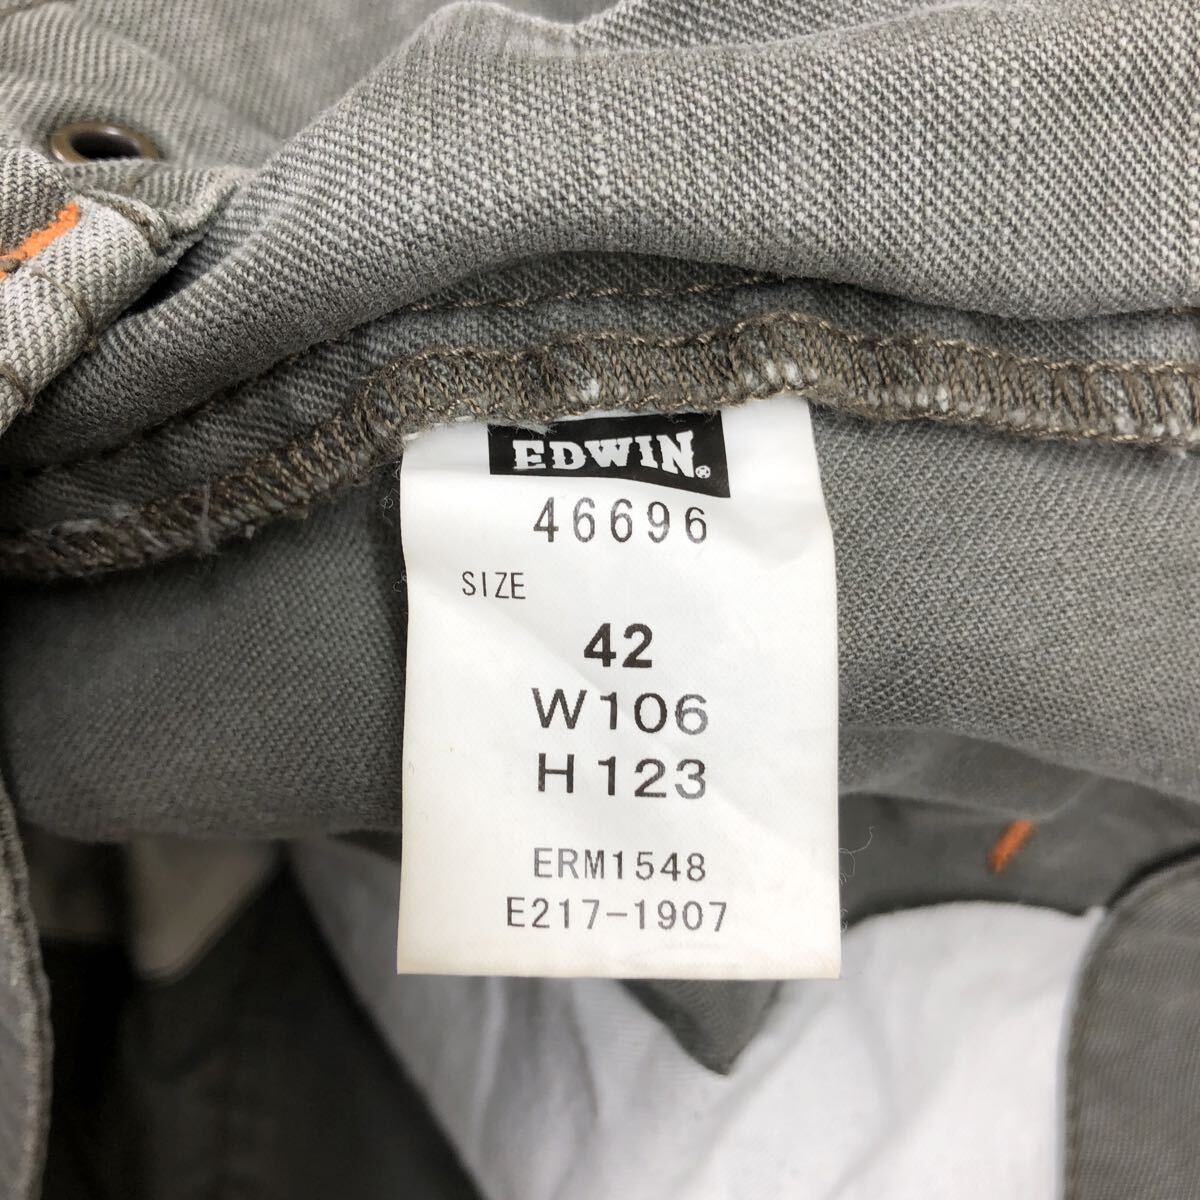 EDWIN®
46696
SIZE
42
W106
H123
ERM1548
E217-1907